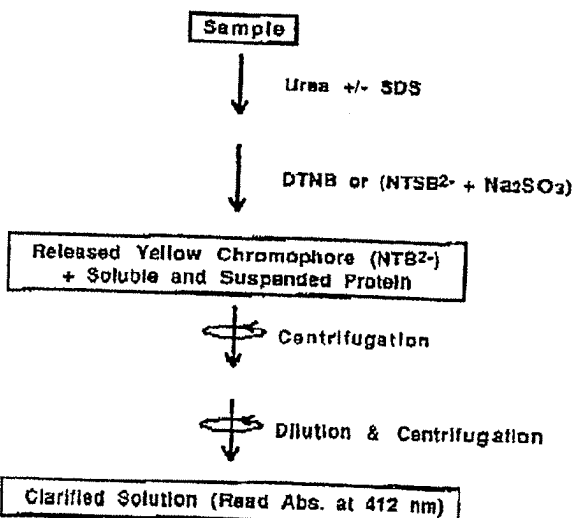 Sample
Urea +/- SDS
DTNB or (NTSB²⁻ + Na₂SO₃)
Released Yellow Chromophore (NTB²⁻)
+ Soluble and Suspended Protein
Centrifugation
Dilution & Centrifugation
Clarified Solution (Read Abs. at 412 nm)